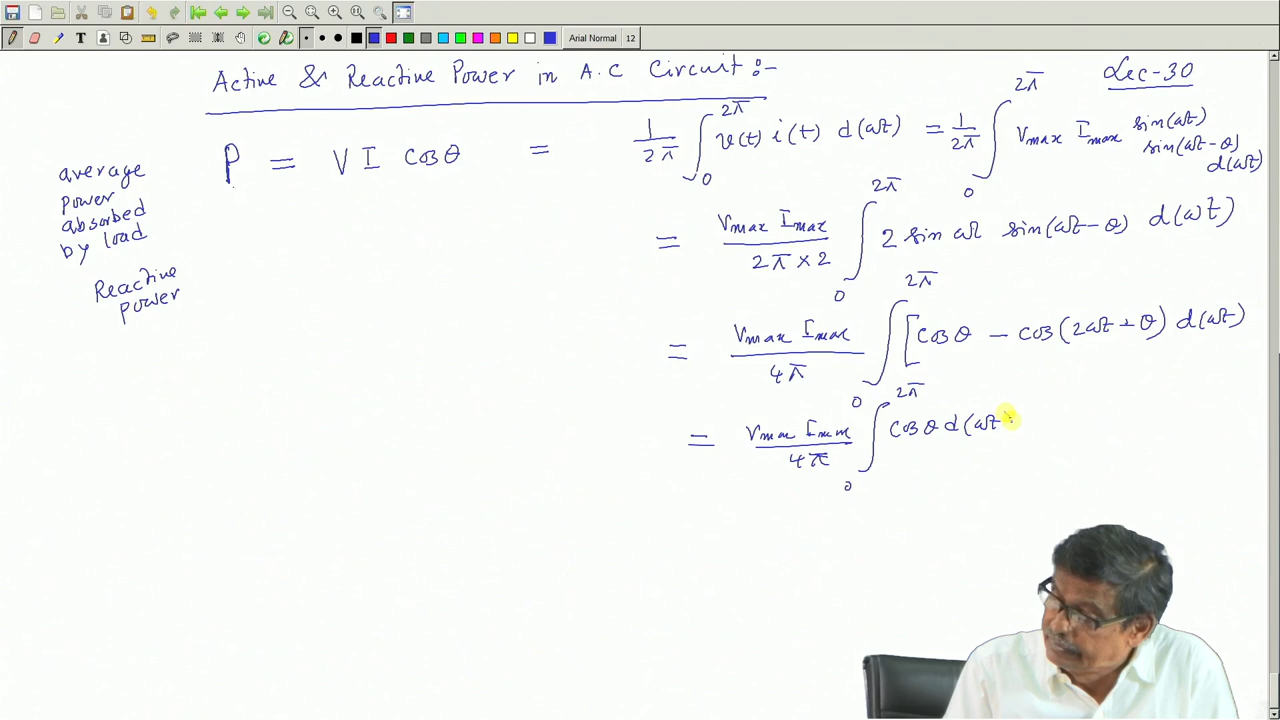 Arial Normal 12
Active & Reactive Power in A.C Circuit :-
Lec-30
average power absorbed by load
P = V I cosθ = 1/2π ∫₀^2π v(t) i(t) d(ωt) = 1/2π ∫₀^2π Vmax Imax sin(ωt) sin(ωt-θ) d(ωt)
= Vmax Imax / 2π×2 ∫₀^2π 2 sin ωt sin(ωt-θ) d(ωt)
Reactive power
= Vmax Imax / 4π ∫₀^2π [cosθ - cos(2ωt-θ) d(ωt)
= Vmax Imax / 4π ∫₀^2π cosθ d(ωt